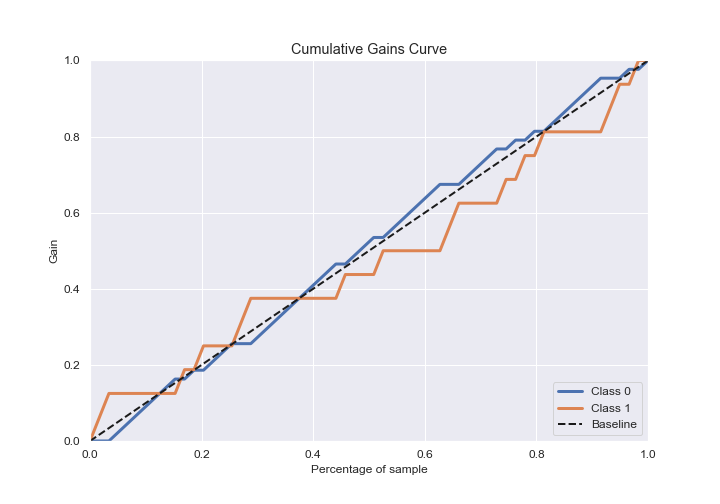 Cumulative Gains Curve
1.0
0.8
0.6
0.4
0.2
0.0
Gain
0.0 0.2 0.4 0.6 0.8 1.0
Percentage of sample
Class 0
Class 1
Baseline